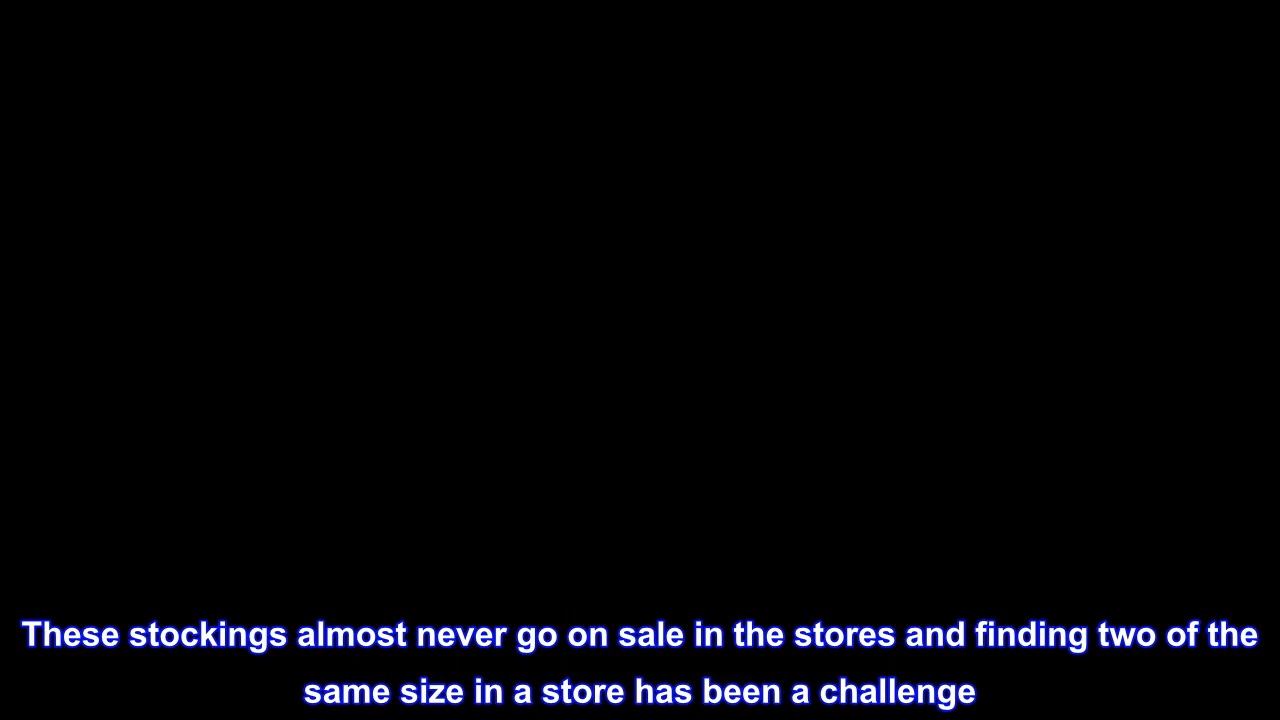 These stockings almost never go on sale in the stores and finding two of the
same size in a store has been a challenge